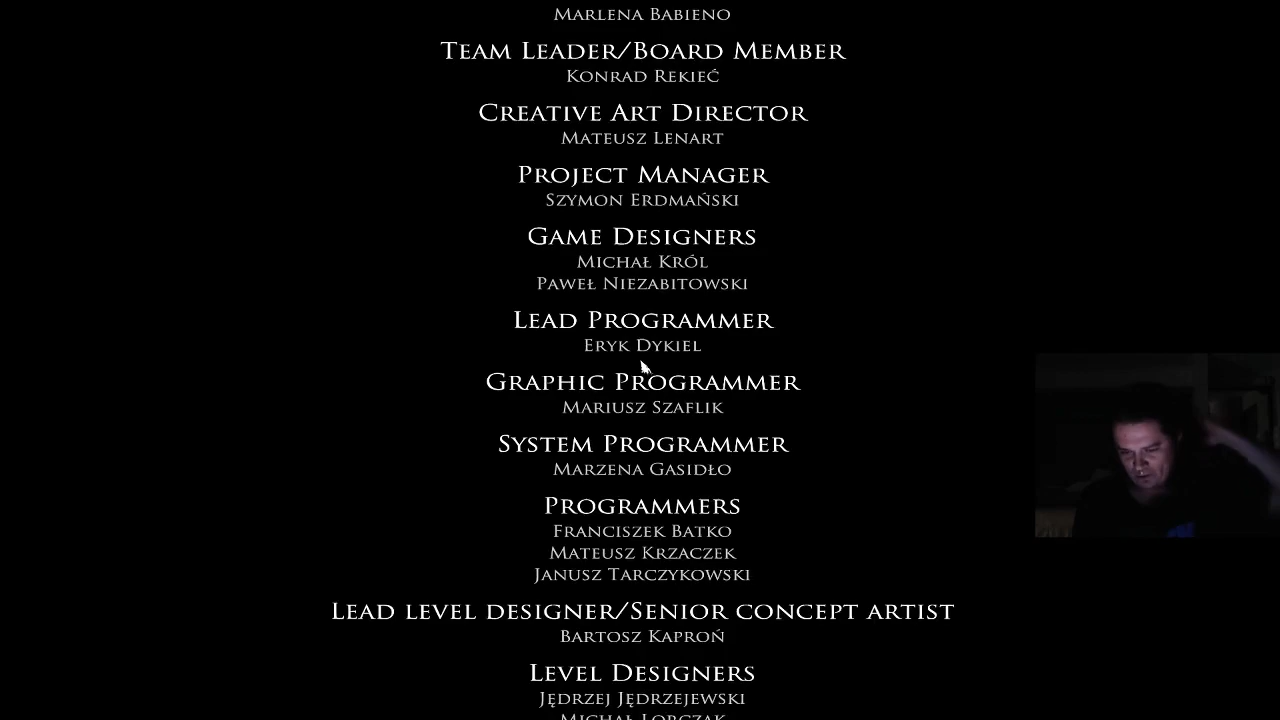 Marlena Babieno
Team Leader/Board Member
Konrad Rekieć
Creative Art Director
Mateusz Lenart
Project Manager
Szymon Erdmański
Game Designers
Michał Król
Paweł Niezabitowski
Lead Programmer
Eryk Dykiel
Graphic Programmer
Mariusz Szaflik
System Programmer
Marzena Gasidło
Programmers
Franciszek Batko
Mateusz Krzaczek
Janusz Tarczykowski
Lead level designer/Senior concept artist
Bartosz Kaproń
Level Designers
Jędrzej Jędrzejewski
Michał